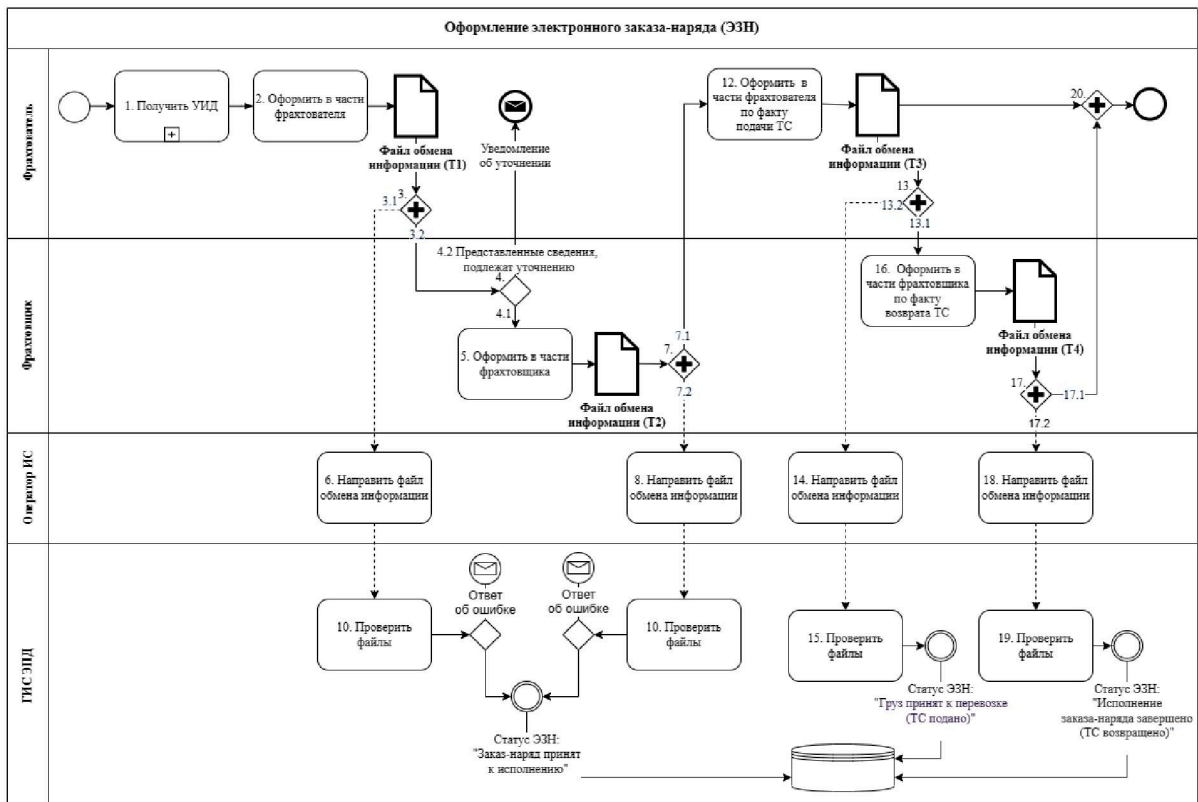 Оформление электронного заказа-наряда (ЭЗН)
Фрахтователь
1. Получить УИД
2. Оформить в части
фрахтователя
Файл обмена
информации (Т1)
Уведомление
об уточнении
12. Оформить в
части фрахтователя
по факту
подачи ТС
Файл обмена
информации (Т3)
20.
3.
3.1
3.2
13.
13.2
13.1
Фрахтовщик
4.2 Представленные сведения,
подлежат уточнению
4.
4.1
5. Оформить в части
фрахтовщика
Файл обмена
информации (Т2)
7.
7.1
7.2
16. Оформить в
части фрахтовщика
по факту
возврата ТС
Файл обмена
информации (Т4)
17.
17.1
17.2
Оператор ИС
6. Направить файл
обмена информации
8. Направить файл
обмена информации
14. Направить файл
обмена информации
18. Направить файл
обмена информации
ГИС ЭПД
10. Проверить
файлы
Ответ
об ошибке
Ответ
об ошибке
10. Проверить
файлы
15. Проверить
файлы
19. Проверить
файлы
Статус ЭЗН:
"Заказ-наряд принят
к исполнению"
Статус ЭЗН:
"Груз принят к перевозке
(ТС подано)"
Статус ЭЗН:
"Исполнение
заказа-наряда завершено
(ТС возвращено)"